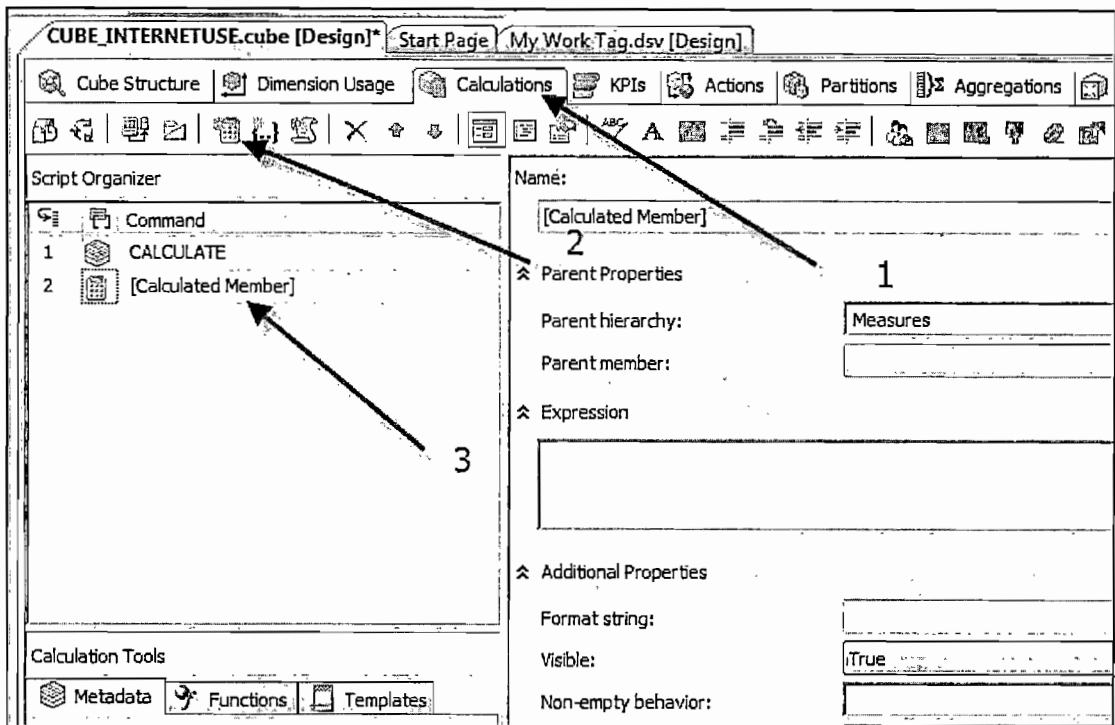 CUBE_INTERNETUSE.cube [Design]* Start Page My Work Tag.dsv [Design]
Cube Structure Dimension Usage Calculations KPIs Actions Partitions Aggregations
ABC
Script Organizer
Command
1 CALCULATE
2 [Calculated Member]
3
Calculation Tools
Metadata Functions Templates
Name:
[Calculated Member]
2
1
Parent Properties
Parent hierarchy: Measures
Parent member:
Expression
Additional Properties
Format string:
Visible: True
Non-empty behavior: